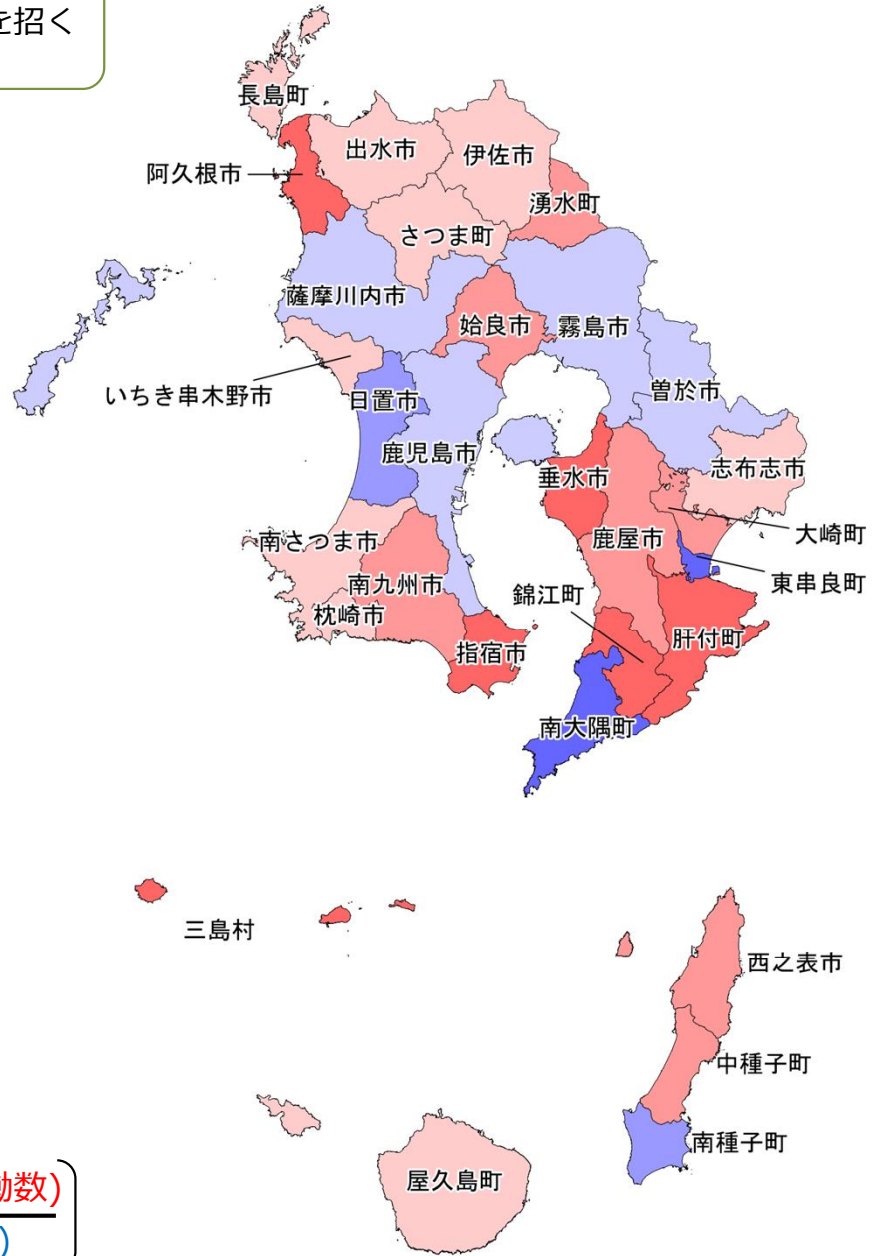 を招く
長島町
出水市
伊佐市
阿久根市
湧水町
さつま町
薩摩川内市
姶良市
霧島市
いちき串木野市
日置市
曽於市
鹿児島市
志布志市
垂水市
大崎町
鹿屋市
南さつま市
東串良町
南九州市
錦江町
枕崎市
肝付町
指宿市
南大隅町
三島村
西之表市
中種子町
南種子町
屋久島町
数)
)